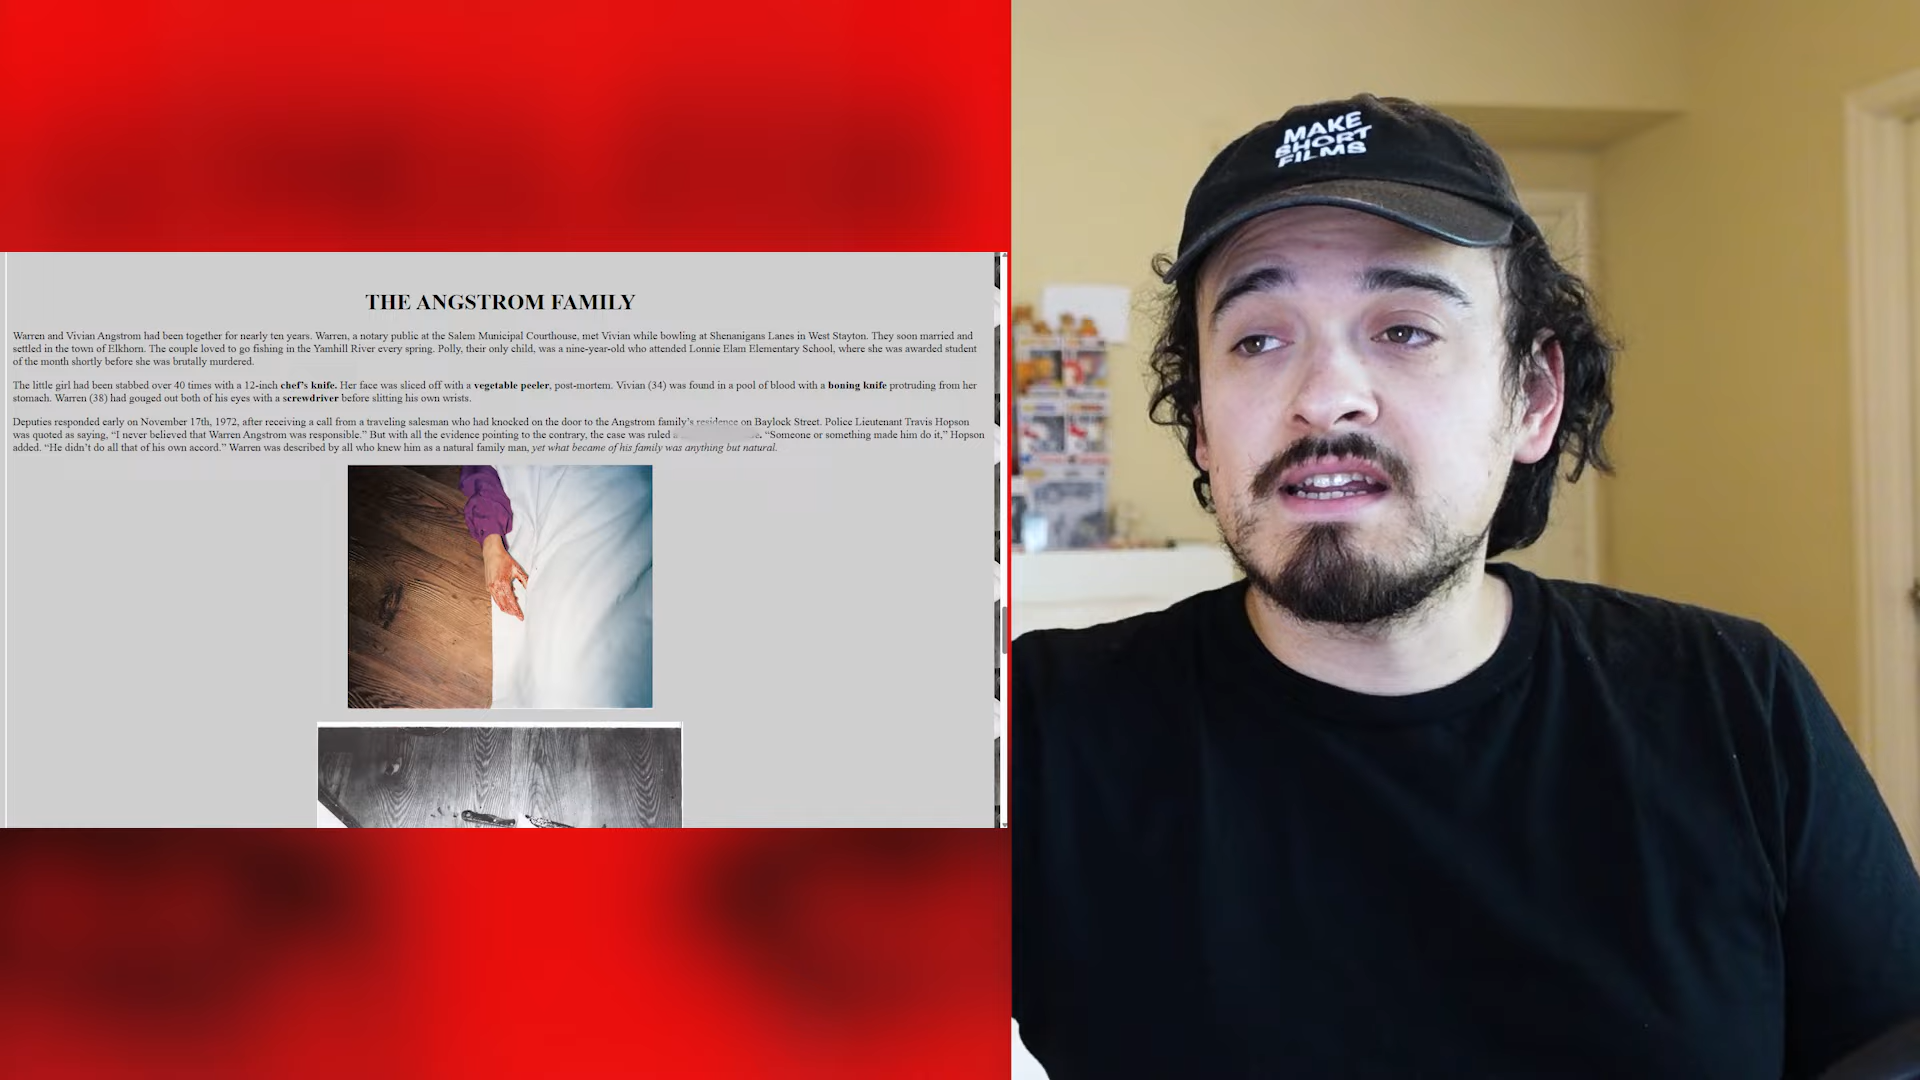 THE ANGSTROM FAMILY
Warren and Vivian Angstrom had been together for nearly ten years. Warren, a notary public at the Salem Municipal Courthouse, met Vivian while bowling at Shenanigans Lanes in West Stayton. They soon married and
settled in the town of Elkhorn. The couple loved to go fishing in the Yamhill River every spring. Polly, their only child, was a nine-year-old who attended Lonnie Elam Elementary School, where she was awarded student
of the month shortly before she was brutally murdered.
The little girl had been stabbed over 40 times with a 12-inch chef's knife. Her face was sliced off with a vegetable peeler, post-mortem. Vivian (34) was found in a pool of blood with a boning knife protruding from her
stomach. Warren (38) had gouged out both of his eyes with a screwdriver before slitting his own wrists.
Deputies responded early on November 17th, 1972, after receiving a call from a traveling salesman who had knocked on the door to the Angstrom family's residence on Baylock Street. Police Lieutenant Travis Hopson
was quoted as saying, “I never believed that Warren Angstrom was responsible.” But with all the evidence pointing to the contrary, the case was ruled “Someone or something made him do it,” Hopson
added. “He didn't do all that of his own accord.” Warren was described by all who knew him as a natural family man, yet what became of his family was anything but natural.
MAKE
SHORT
FILMS